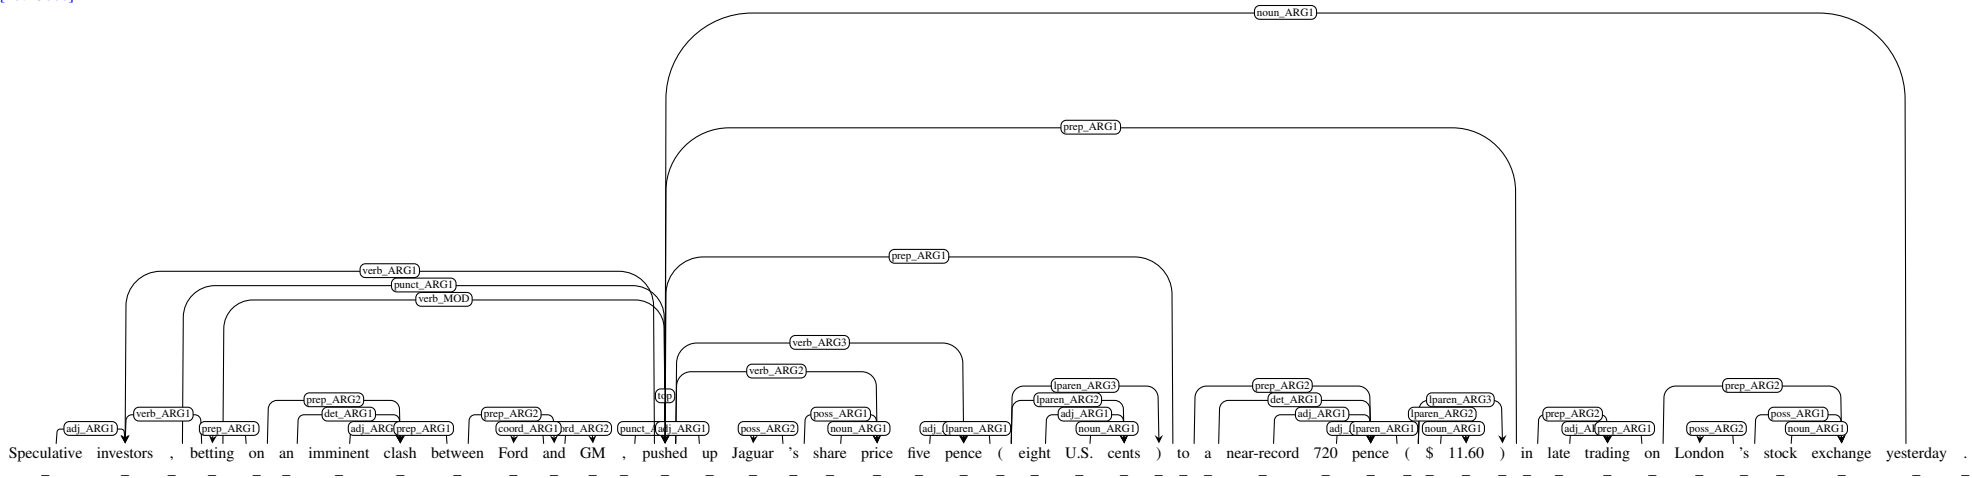 noun_ARG1
prep_ARG1
prep_ARG1
verb_ARG1
punct_ARG1
verb_MOD
verb_ARG3
verb_ARG2
top
prep_ARG2 lparen_ARG3 prep_ARG2 prep_ARG2
det_ARG1 lparen_ARG2 det_ARG1 lparen_ARG3
verb_ARG1 prep_ARG2 poss_ARG1 adj_ARG1 adj_ARG1 lparen_ARG2 prep_ARG2 poss_ARG1
adj_ARG1 prep_ARG1 prep_ARG1 coord_ARG1 adj_ARG1 poss_ARG2 noun_ARG1 lparen_ARG1 noun_ARG1 lparen_ARG1 noun_ARG1 prep_ARG1 poss_ARG2 noun_ARG1
Speculative investors , betting on an imminent clash between Ford and GM , pushed up Jaguar 's share price five pence ( eight U.S. cents ) to a near-record 720 pence ( $ 11.60 ) in late trading on London 's stock exchange yesterday .
_ _ _ _ _ _ _ _ _ _ _ _ _ _ _ _ _ _ _ _ _ _ _ _ _ _ _ _ _ _ _ _ _ _ _ _ _ _ _ _ _ _ _ _